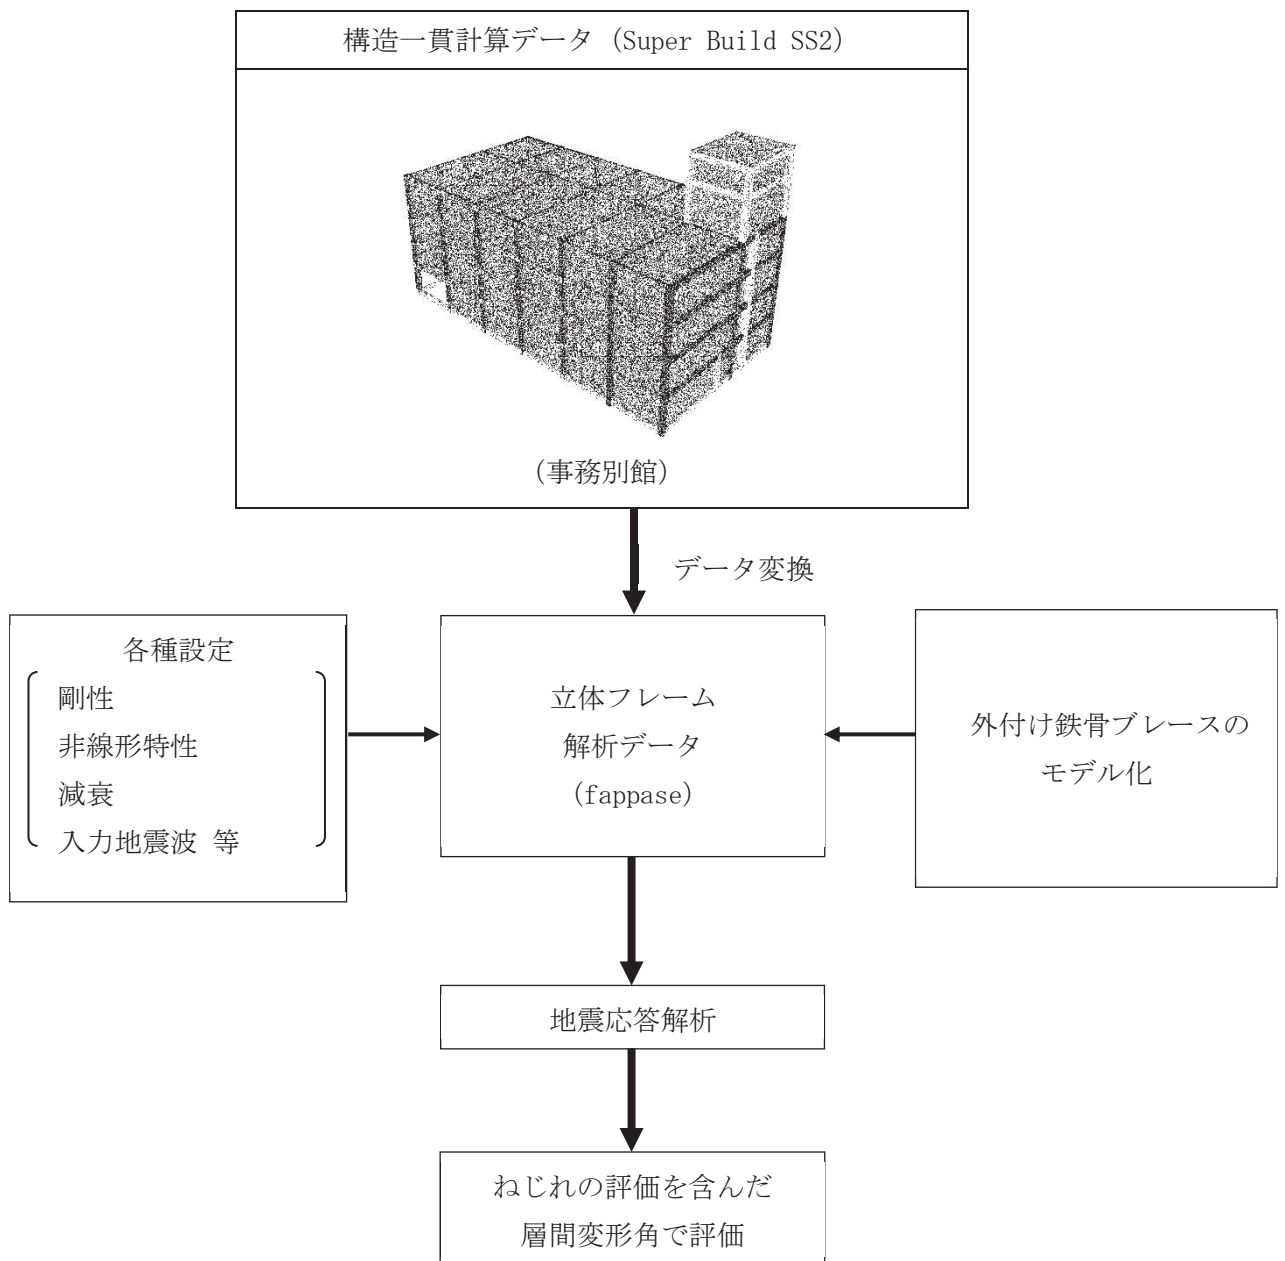 構造一貫計算データ (Super Build SS2)
(事務別館)
データ変換
各種設定
剛性
非線形特性
減衰
入力地震波 等
立体フレーム
解析データ
(fappase)
外付け鉄骨ブレースの
モデル化
地震応答解析
ねじれの評価を含んだ
層間変形角で評価